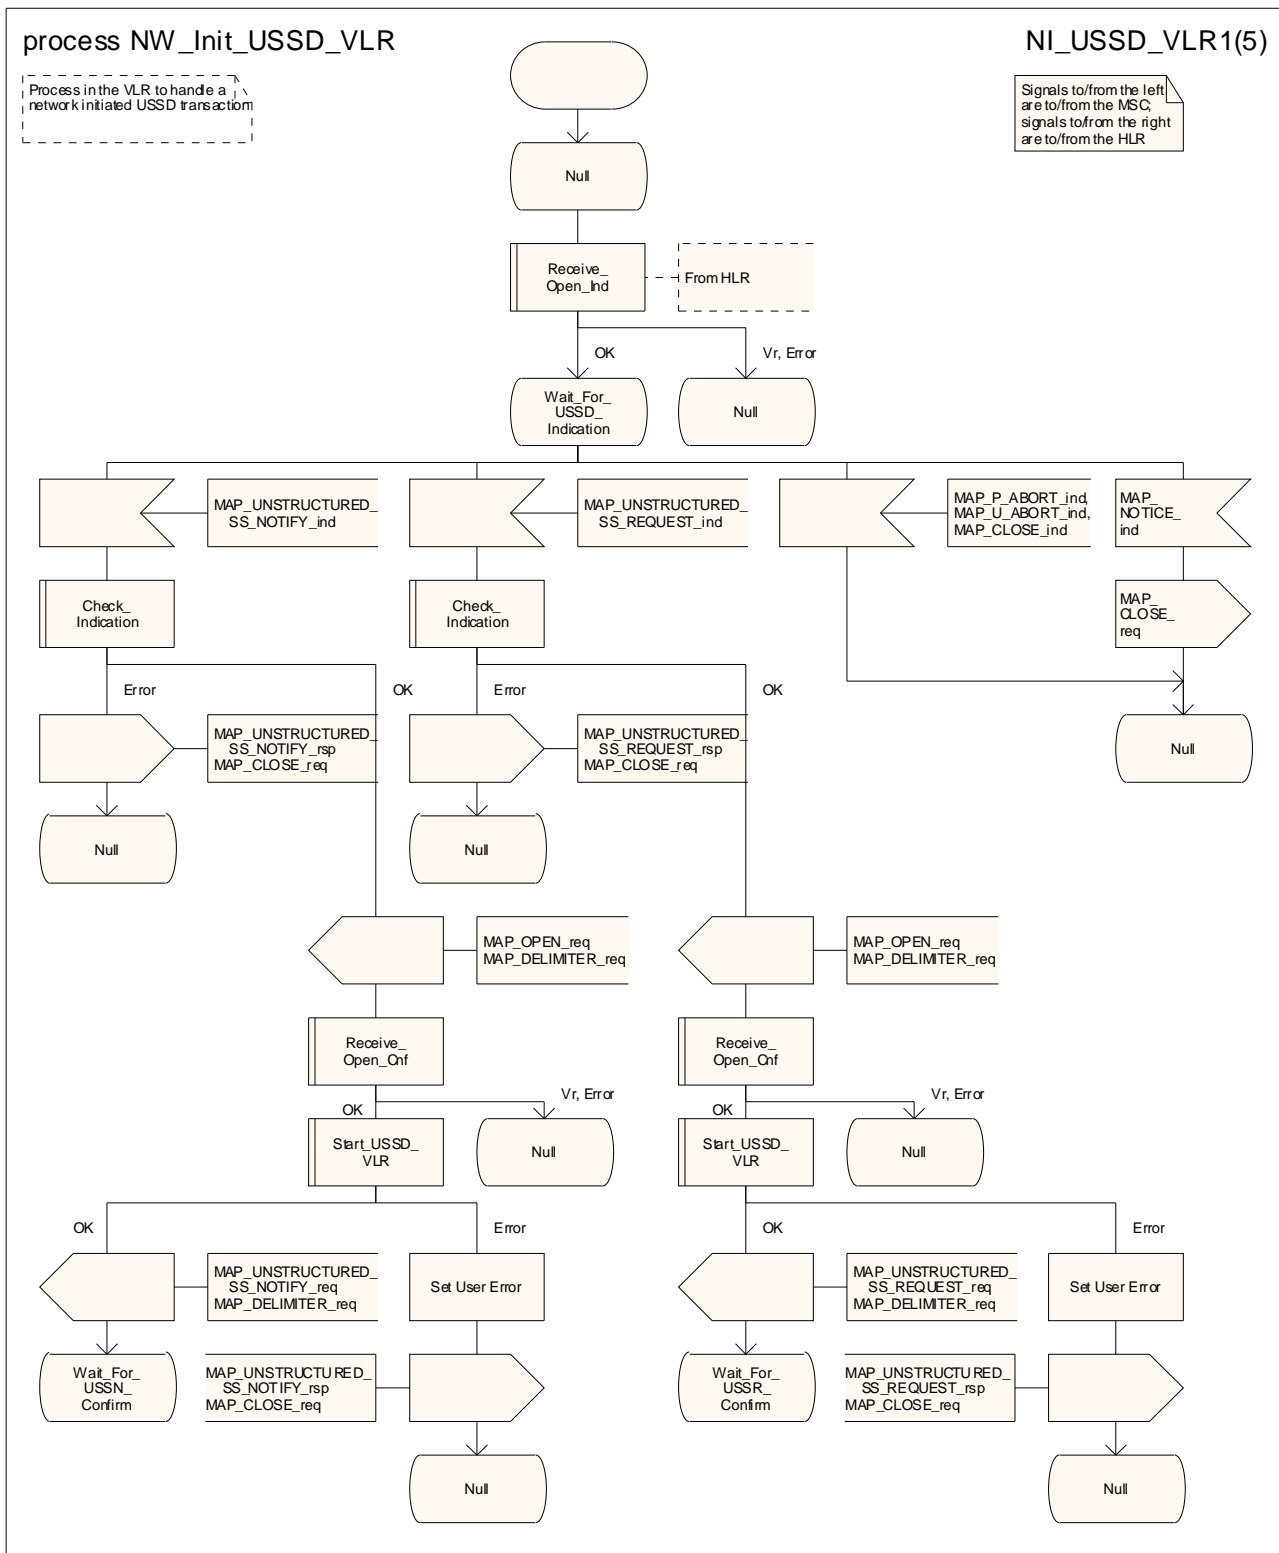 process NW_Init_USSD_VLR
NI_USSD_VLR1(5)
Process in the VLR to handle a
network initiated USSD transaction
Signals to/from the left
are to/from the MSC;
signals to/from the right
are to/from the HLR
Null
Receive_
Open_Ind
From HLR
OK
Vr, Error
Wait_For_
USSD_
Indication
Null
MAP_UNSTRUCTURED_
SS_NOTIFY_ind
MAP_UNSTRUCTURED_
SS_REQUEST_ind
MAP_P_ABORT_ind,
MAP_U_ABORT_ind,
MAP_CLOSE_ind
MAP_
NOTICE_
ind
Check_
Indication
Check_
Indication
MAP_
CLOSE_
req
Error
OK
Error
OK
MAP_UNSTRUCTURED_
SS_NOTIFY_rsp
MAP_CLOSE_req
MAP_UNSTRUCTURED_
SS_REQUEST_rsp
MAP_CLOSE_req
Null
Null
Null
MAP_OPEN_req
MAP_DELIMITER_req
MAP_OPEN_req
MAP_DELIMITER_req
Receive_
Open_Cnf
Receive_
Open_Cnf
OK
Vr, Error
OK
Vr, Error
Start_USSD_
VLR
Null
Start_USSD_
VLR
Null
OK
Error
OK
Error
MAP_UNSTRUCTURED_
SS_NOTIFY_req
MAP_DELIMITER_req
Set User Error
MAP_UNSTRUCTURED_
SS_REQUEST_req
MAP_DELIMITER_req
Set User Error
Wait_For_
USSN_
Confirm
MAP_UNSTRUCTURED_
SS_NOTIFY_rsp
MAP_CLOSE_req
Wait_For_
USSR_
Confirm
MAP_UNSTRUCTURED_
SS_REQUEST_rsp
MAP_CLOSE_req
Null
Null